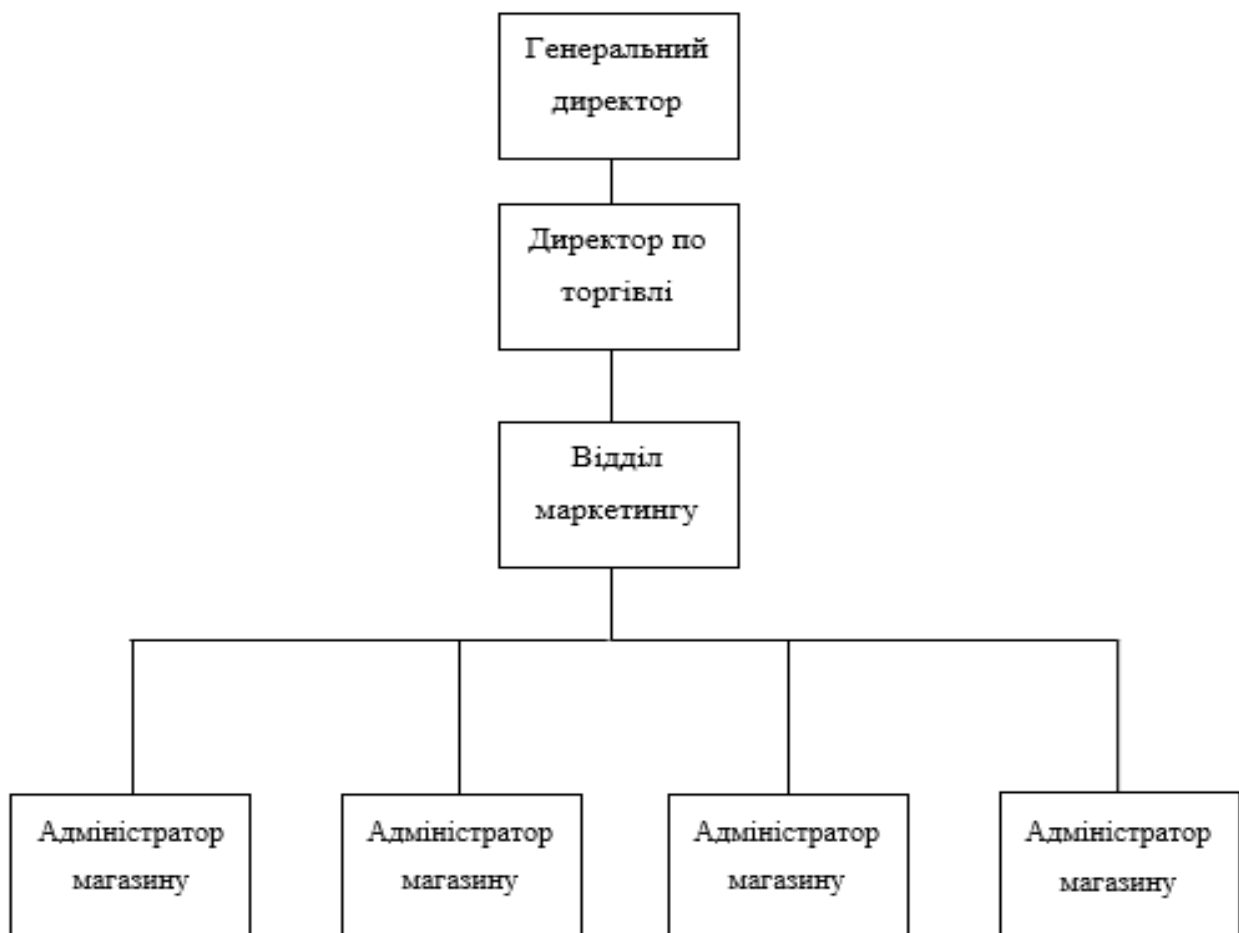 Генеральний
директор
Директор по
торгівлі
Відділ
маркетингу
Адміністратор
магазину
Адміністратор
магазину
Адміністратор
магазину
Адміністратор
магазину